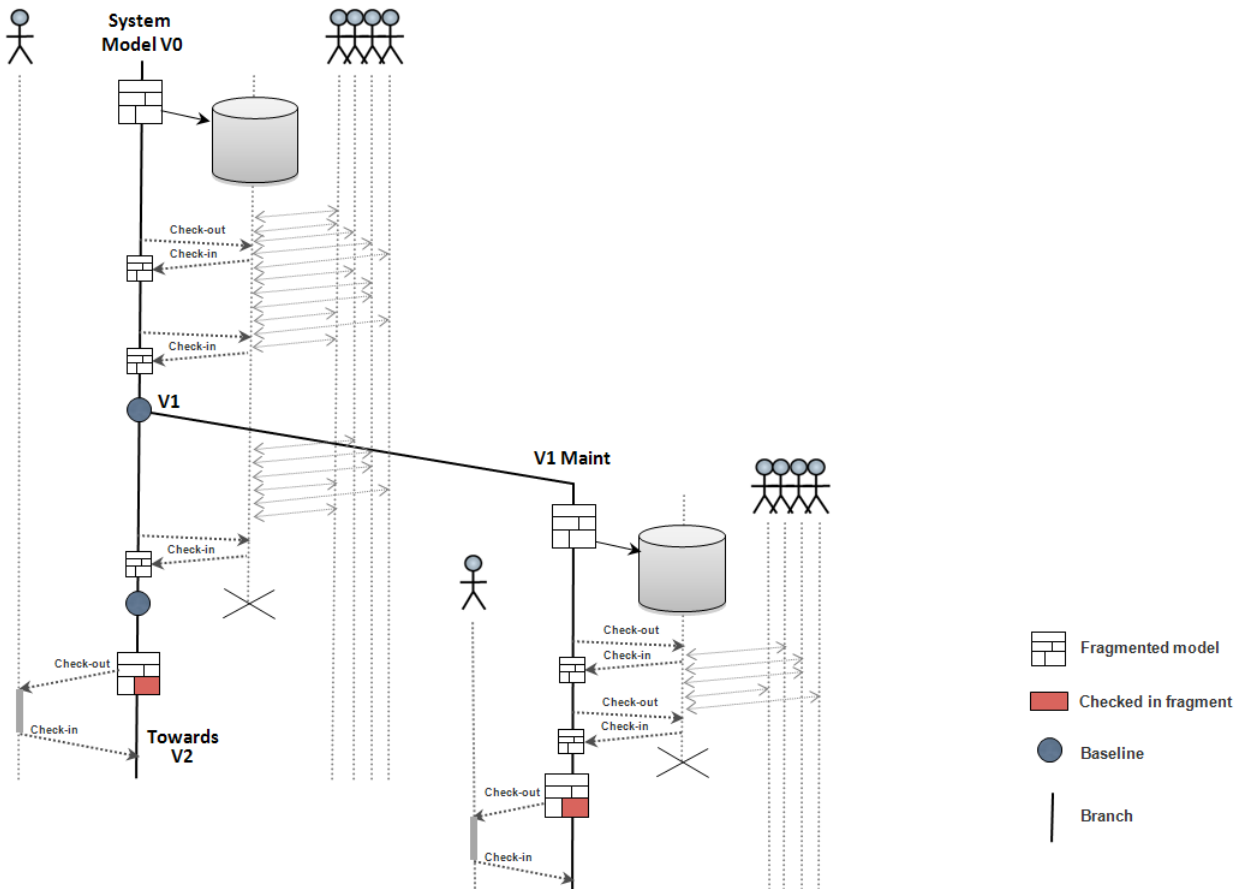 System
Model V0
Check-out
Check-in
Check-in
V1
V1 Maint
Check-in
Check-out
Check-in
Check-out
Check-in
Check-out
Check-in
Towards
V2
Check-out
Check-in
Fragmented model
Checked in fragment
Baseline
Branch